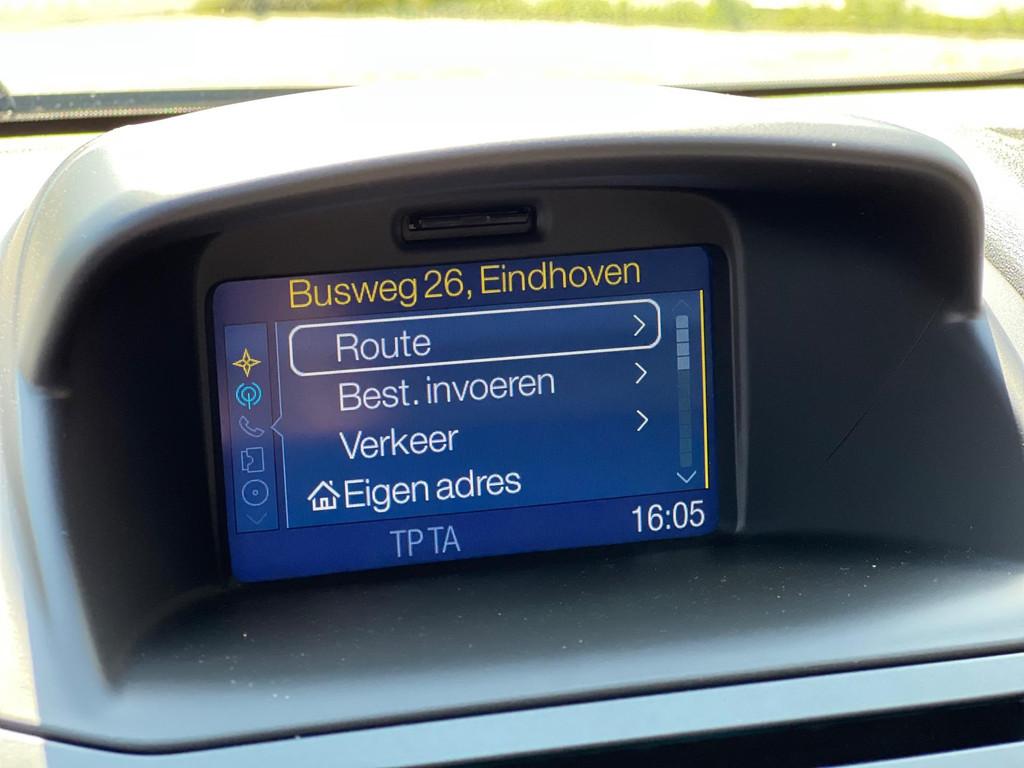 Busweg 26, Eindhoven
Route
Best. invoeren
Verkeer
Eigen adres
TP TA
16:05